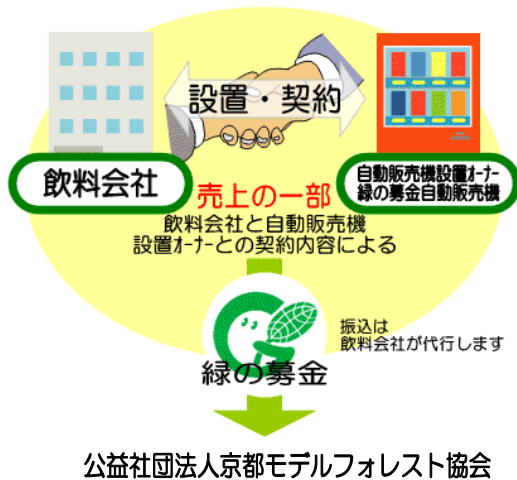 設置・契約
飲料会社
自動販売機設置ｵｰﾅｰ
緑の募金自動販売機
売上の一部
飲料会社と自動販売機
設置ｵｰﾅｰとの契約内容による
緑の募金
振込は
飲料会社が代行します
公益社団法人京都モデルフォレスト協会